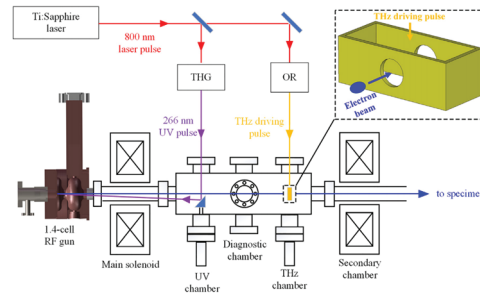 Ti:Sapphire
laser
800 nm
laser pulse
THG
OR
266 nm
UV pulse
THz driving
pulse
THz driving pulse
Electron
beam
1.4-cell
RF gun
Main solenoid
UV
chamber
Diagnostic
chamber
THz
chamber
Secondary
chamber
to specime